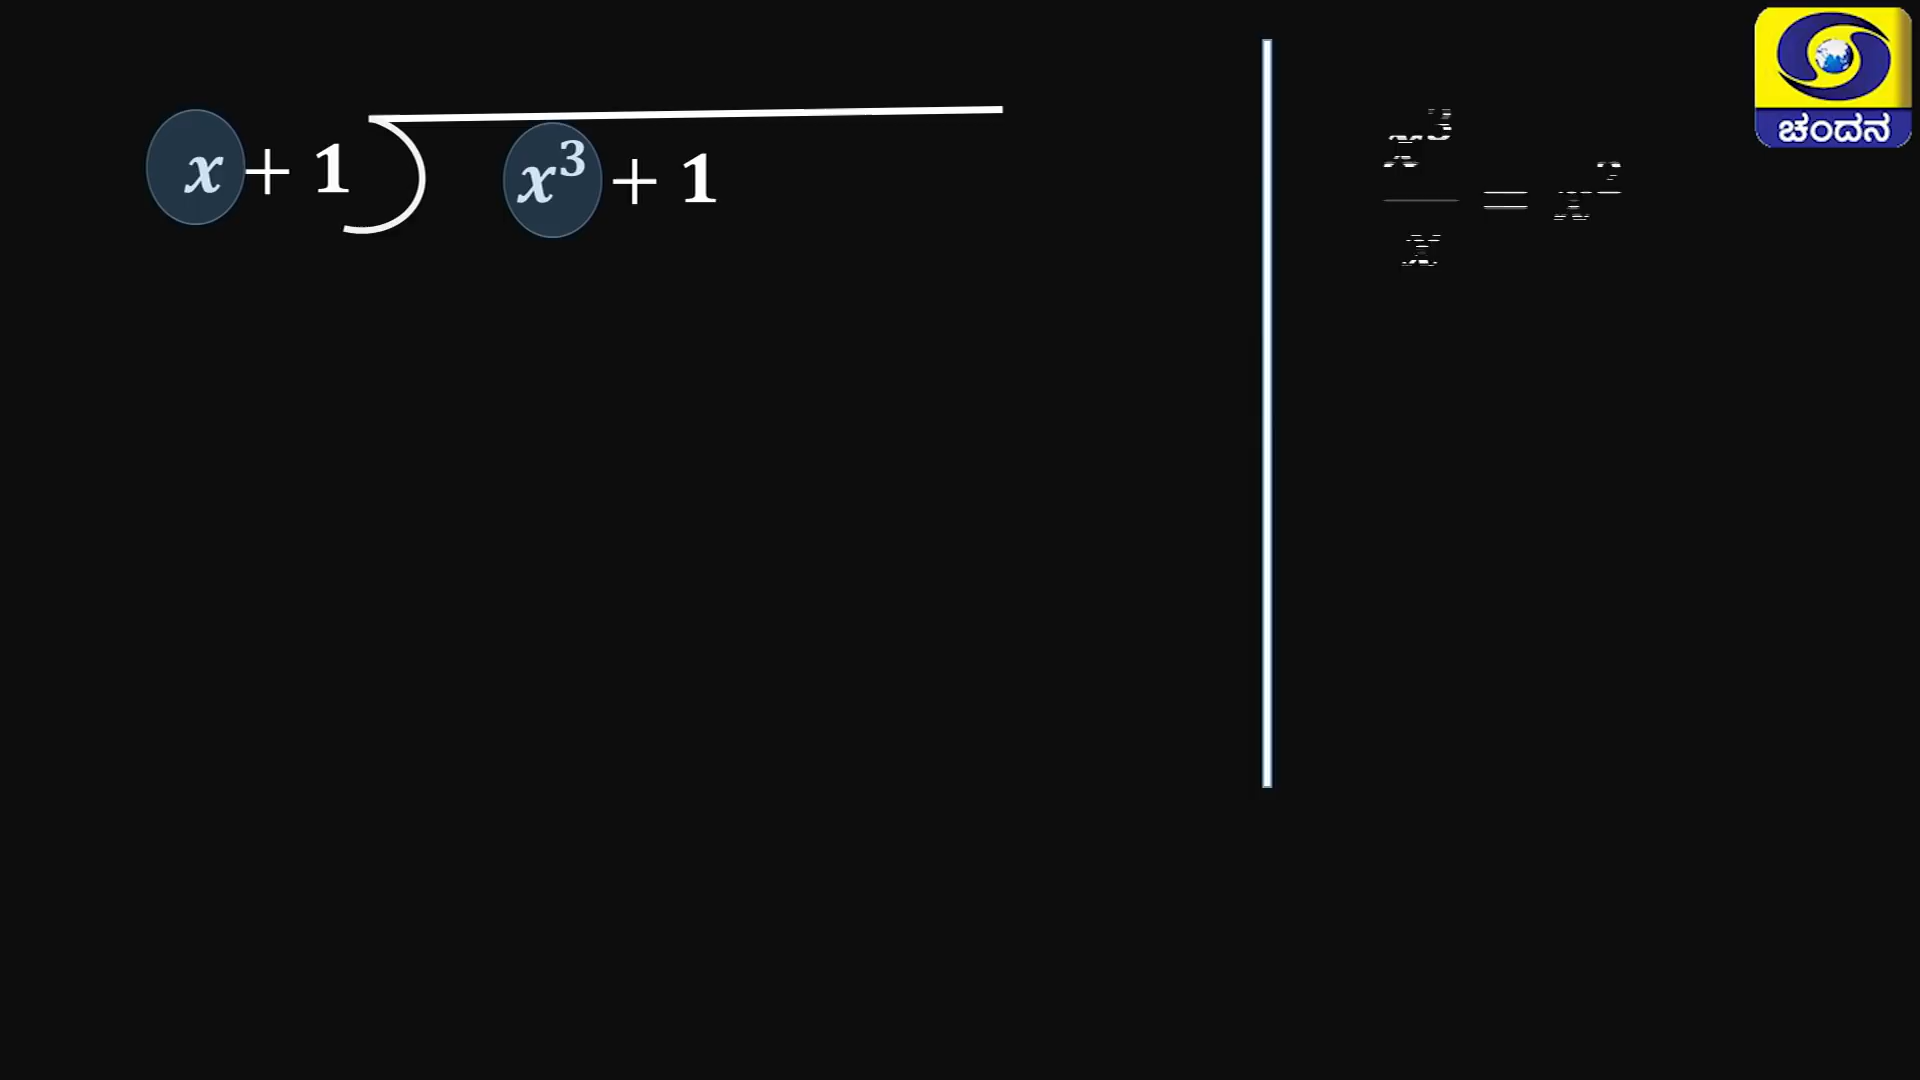 x + 1 ) x³ + 1
x³/x = x²
ಚಂದನ